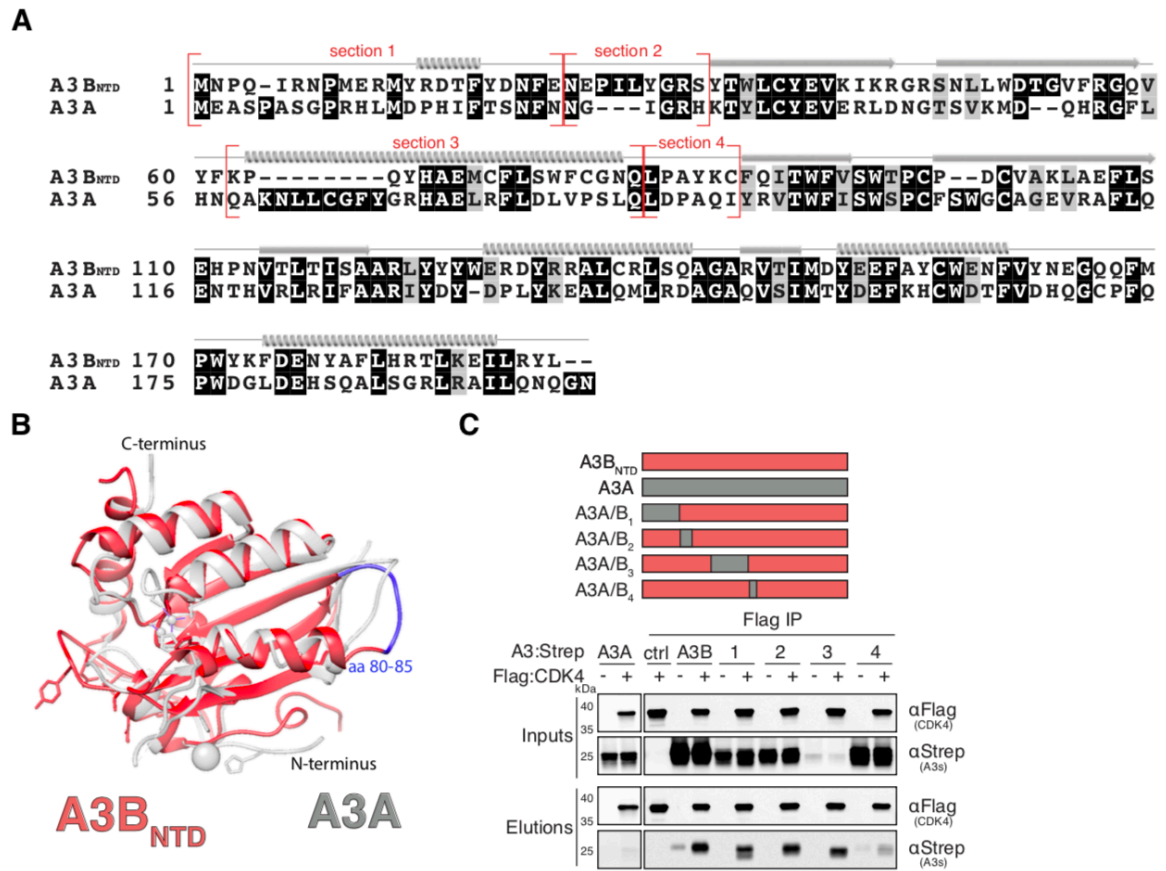 A
section 1 section 2
A3BNTD 1 MNPQ-IRNPMERMYRDTFYDNFENEPILYGRSYTWLCYEVKIKRGRSNLLWDTGVFRGQV
A3A 1 MEASPASGPRHLMDPHIFTSNFNNG---IGRHKTYLCYEVERLDNGTSVKMD--QHRGFL
section 3 section 4
A3BNTD 60 YFKP--------QYHAEMCFLSWFCGNQLPAYKCFQITWFVSWTPCP--DCVAKLAEFLS
A3A 56 HNQAKNLLCGFYGRHAELRFLDLVPSLQLDPAQIYRVTWFISWSPCFSWGCAGEVRAFLQ
A3BNTD 110 EHPNVTLTISAARLYYYWERDYRRALCRLSQAGARVTIMDYEEFAYCWENFVYNEGQQFM
A3A 116 ENTHVRLRIFAARIYDY-DPLYKEALQMLRDAGAQVSIMTYDEFKHCWDTFVDHQGCPFQ
A3BNTD 170 PWYKFDENYAFLHRTLKEILRYL--
A3A 175 PWDGLDEHSQALSGRLRAILQNQGN
B
C-terminus
aa 80-85
N-terminus
A3BNTD A3A
C
A3BNTD
A3A
A3A/B1
A3A/B2
A3A/B3
A3A/B4
Flag IP
A3:Strep A3A ctrl A3B 1 2 3 4
Flag:CDK4 - + + - + - + - + - + - +
kDa
Inputs
40
35
αFlag
(CDK4)
25
αStrep
(A3s)
Elutions
40
35
αFlag
(CDK4)
25
αStrep
(A3s)